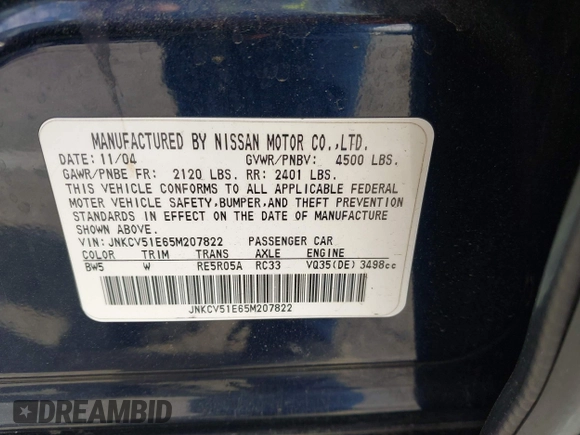 MANUFACTURED BY NISSAN MOTOR CO.,LTD.
DATE: 11/04 GVWR/PNBV: 4500 LBS.
GAWR/PNBE FR: 2120 LBS. RR: 2401 LBS.
THIS VEHICLE CONFORMS TO ALL APPLICABLE FEDERAL
MOTOR VEHICLE SAFETY,BUMPER,AND THEFT PREVENTION
STANDARDS IN EFFECT ON THE DATE OF MANUFACTURE
SHOWN ABOVE.
VIN: JNKCV51E65M207822 PASSENGER CAR
COLOR TRIM TRANS AXLE ENGINE
BW5 W RE5R05A RC33 VQ35(DE) 3498cc
JNKCV51E65M207822
DREAMBID